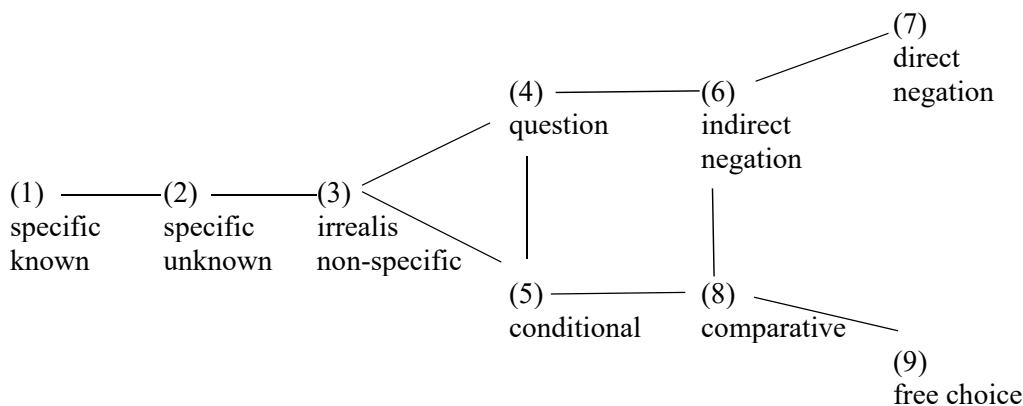 (7)
direct
negation
(4)
question
(6)
indirect
negation
(1)
specific
known
(2)
specific
unknown
(3)
irrealis
non-specific
(5)
conditional
(8)
comparative
(9)
free choice